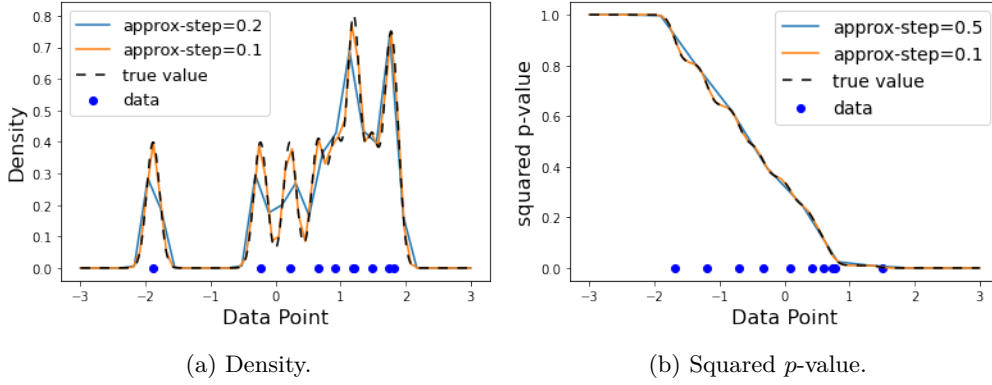 approx-step=0.2
approx-step=0.1
true value
data
Density
0.8
0.7
0.6
0.5
0.4
0.3
0.2
0.1
0.0
−3
−2
−1
0
1
2
3
Data Point
(a) Density.
approx-step=0.5
approx-step=0.1
true value
data
squared p-value
1.0
0.8
0.6
0.4
0.2
0.0
−3
−2
−1
0
1
2
3
Data Point
(b) Squared p-value.